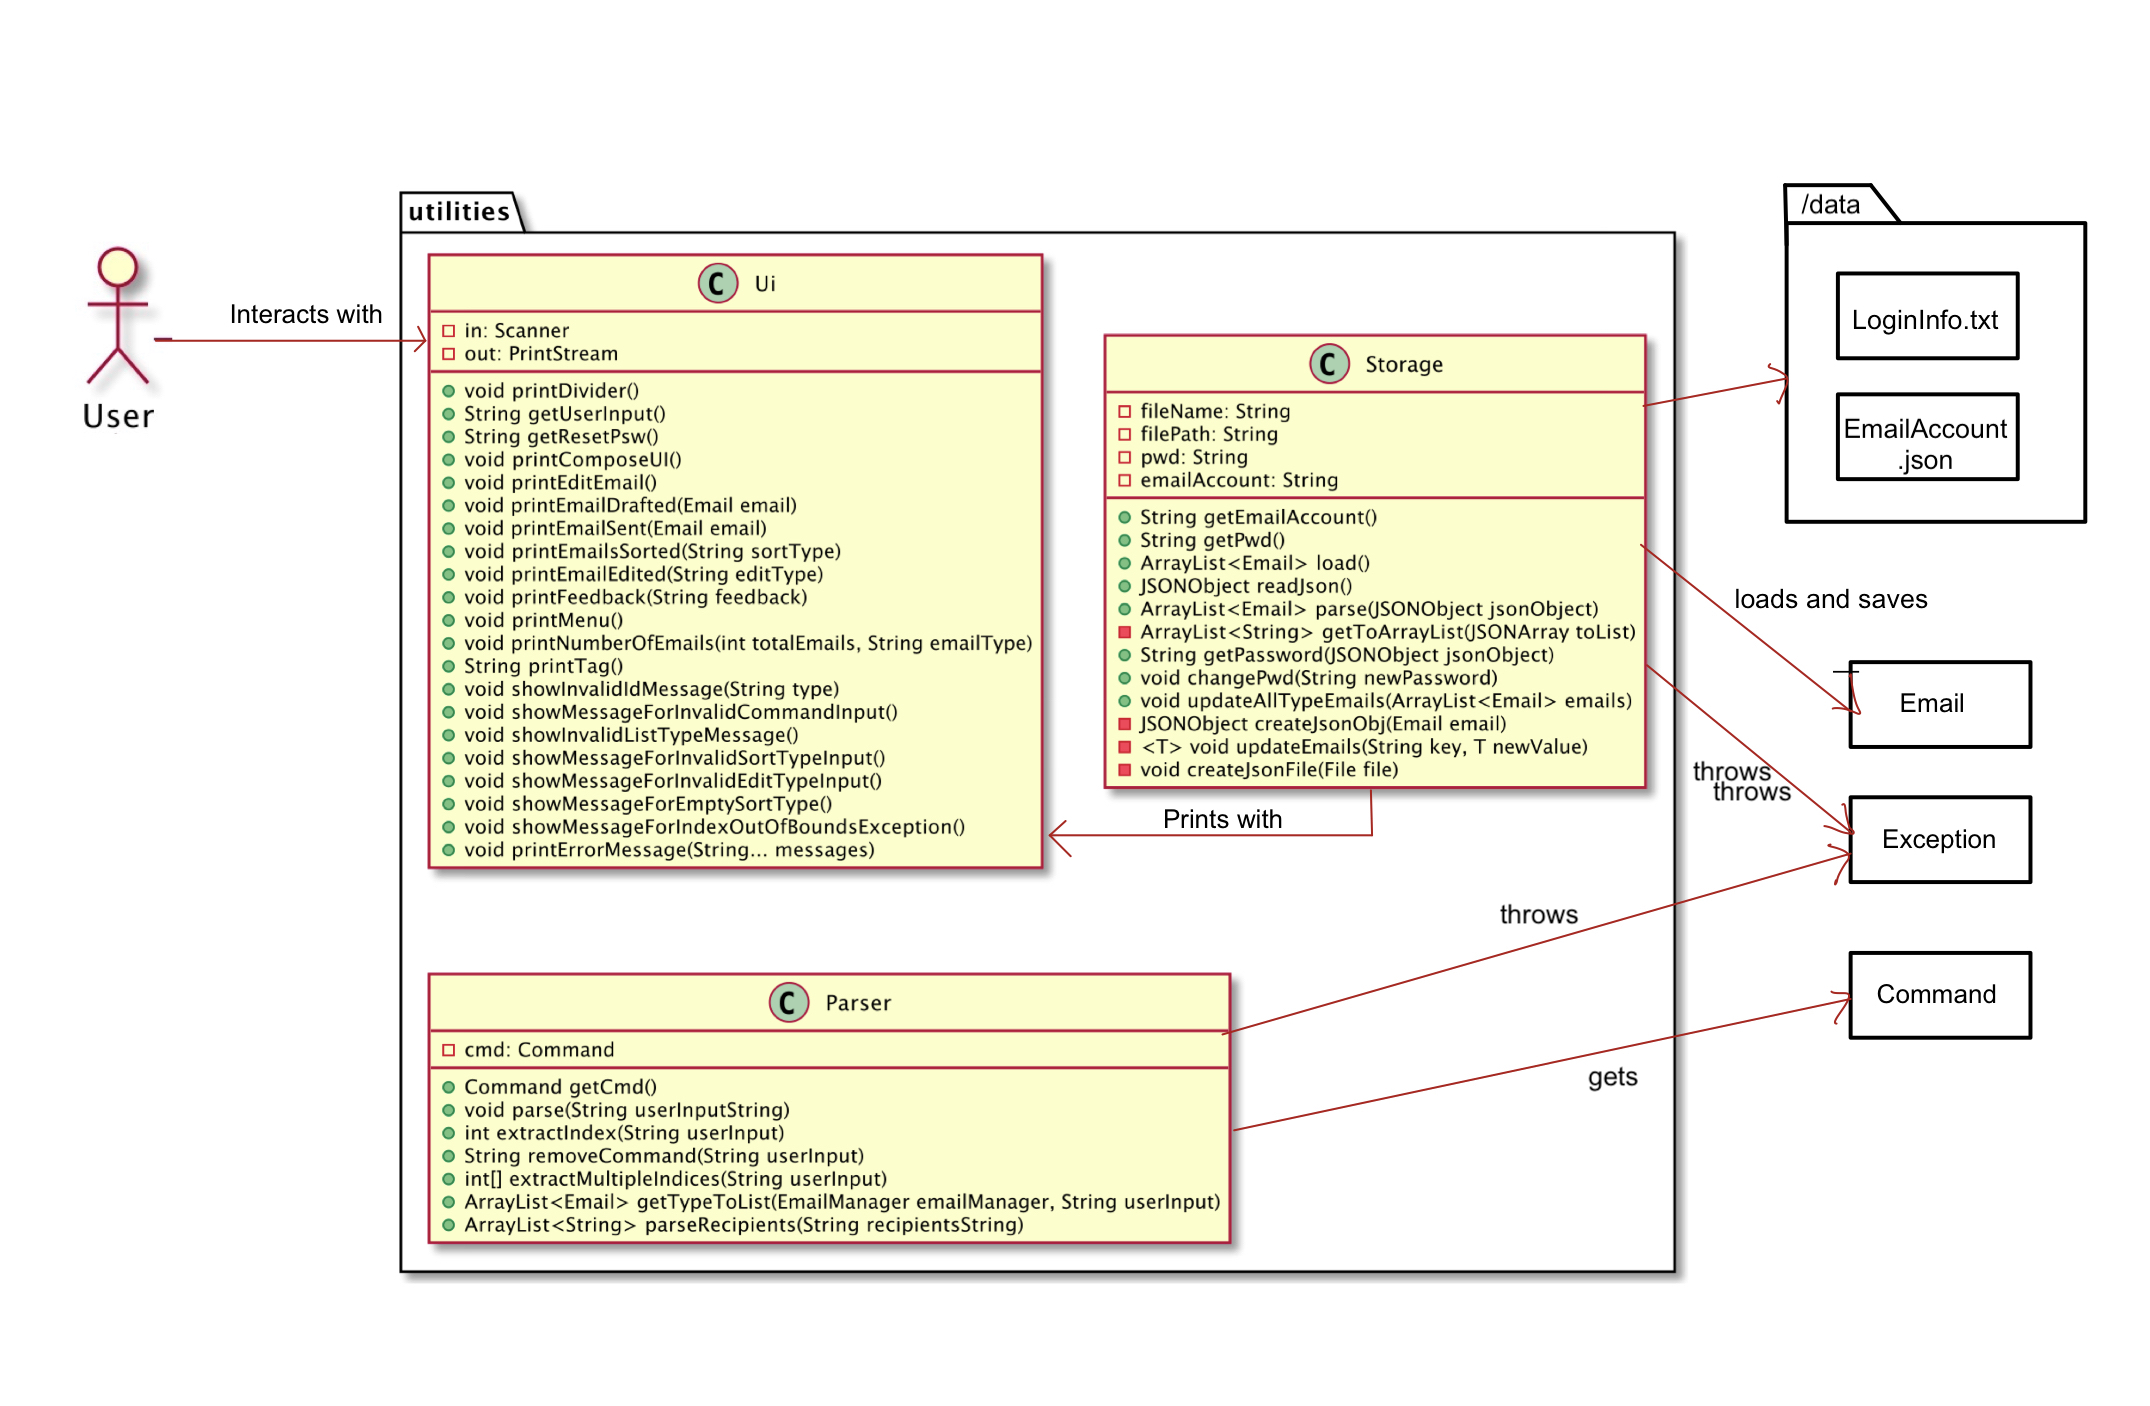 utilities
/data
User
Interacts with
C Ui
in: Scanner
out: PrintStream
void printDivider()
String getUserInput()
String getResetPsw()
void printComposeUI()
void printEditEmail()
void printEmailDrafted(Email email)
void printEmailSent(Email email)
void printEmailsSorted(String sortType)
void printEmailEdited(String editType)
void printFeedback(String feedback)
void printMenu()
void printNumberOfEmails(int totalEmails, String emailType)
String printTag()
void showInvalidIdMessage(String type)
void showMessageForInvalidCommandInput()
void showInvalidListTypeMessage()
void showMessageForInvalidSortTypeInput()
void showMessageForInvalidEditTypeInput()
void showMessageForEmptySortType()
void showMessageForIndexOutOfBoundsException()
void printErrorMessage(String... messages)
C Storage
fileName: String
filePath: String
pwd: String
emailAccount: String
String getEmailAccount()
String getPwd()
ArrayList<Email> load()
JSONObject readJson()
ArrayList<Email> parse(JSONObject jsonObject)
ArrayList<String> getToArrayList(JSONArray toList)
String getPassword(JSONObject jsonObject)
void changePwd(String newPassword)
void updateAllTypeEmails(ArrayList<Email> emails)
JSONObject createJsonObj(Email email)
<T> void updateEmails(String key, T newValue)
void createJsonFile(File file)
Prints with
LoginInfo.txt
EmailAccount
.json
loads and saves
Email
throws
throws
Exception
throws
Command
gets
C Parser
cmd: Command
Command getCmd()
void parse(String userInputString)
int extractIndex(String userInput)
String removeCommand(String userInput)
int[] extractMultipleIndices(String userInput)
ArrayList<Email> getTypeToList(EmailManager emailManager, String userInput)
ArrayList<String> parseRecipients(String recipientsString)